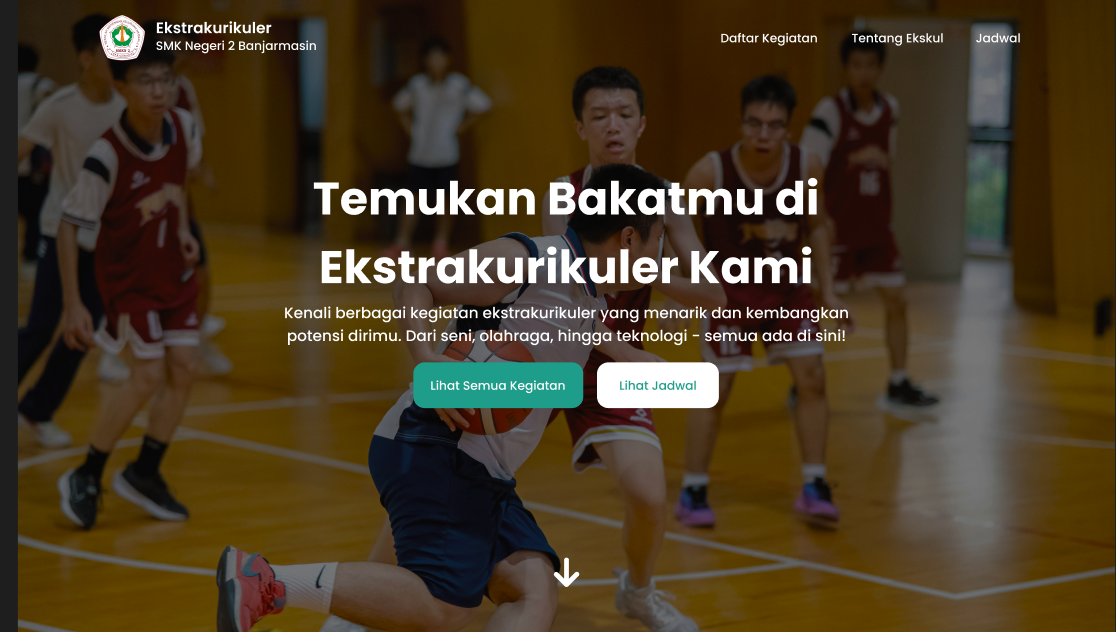 Ekstrakurikuler
SMK Negeri 2 Banjarmasin
Daftar Kegiatan
Tentang Ekskul
Jadwal
Temukan Bakatmu di
Ekstrakurikuler Kami
Kenali berbagai kegiatan ekstrakurikuler yang menarik dan kembangkan
potensi dirimu. Dari seni, olahraga, hingga teknologi - semua ada di sini!
Lihat Semua Kegiatan
Lihat Jadwal